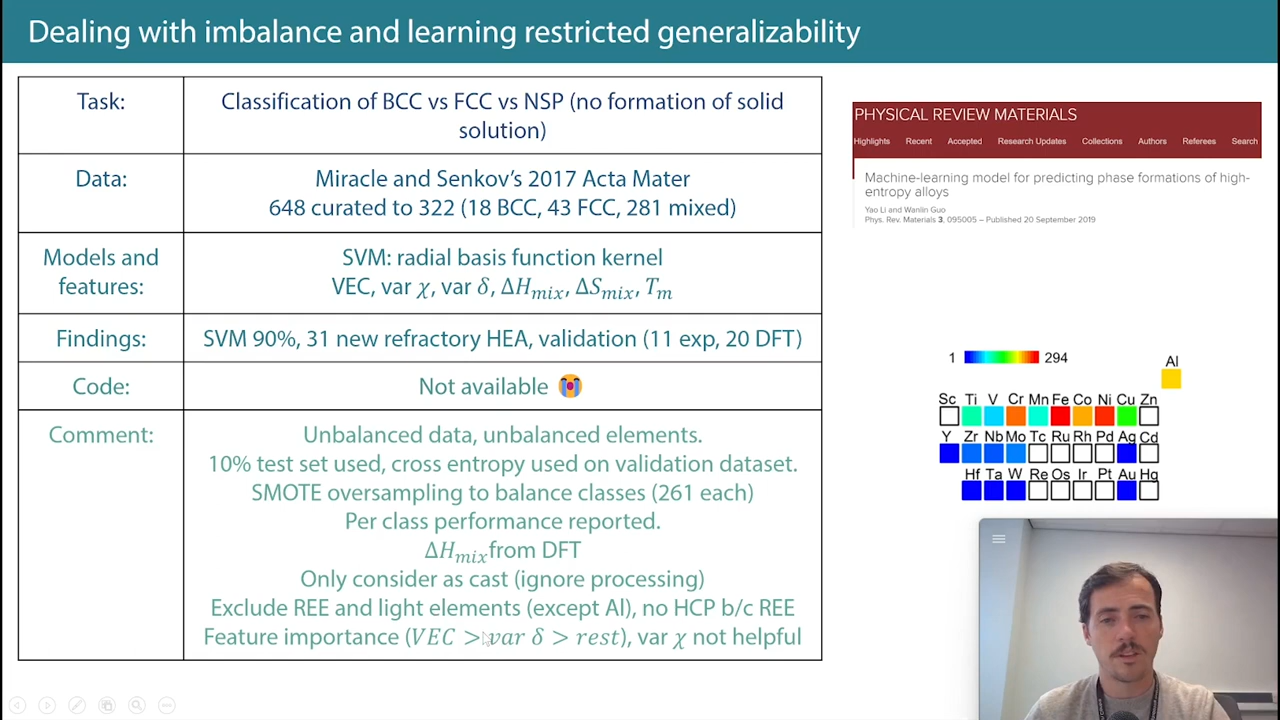 Dealing with imbalance and learning restricted generalizability
Task:
Classification of BCC vs FCC vs NSP (no formation of solid
solution)
Data:
Miracle and Senkov's 2017 Acta Mater
648 curated to 322 (18 BCC, 43 FCC, 281 mixed)
Models and
features:
SVM: radial basis function kernel
VEC, var χ, var δ, ΔH_mix, ΔS_mix, T_m
Findings:
SVM 90%, 31 new refractory HEA, validation (11 exp, 20 DFT)
Code:
Not available 😭
Comment:
Unbalanced data, unbalanced elements.
10% test set used, cross entropy used on validation dataset.
SMOTE oversampling to balance classes (261 each)
Per class performance reported.
ΔH_mix from DFT
Only consider as cast (ignore processing)
Exclude REE and light elements (except Al), no HCP b/c REE
Feature importance (VEC > var δ > rest), var χ not helpful
PHYSICAL REVIEW MATERIALS
Highlights Recent Accepted Research Updates Collections Authors Referees Search
Machine-learning model for predicting phase formations of high-
entropy alloys
Yao Li and Wanlin Guo
Phys. Rev. Materials 3, 095005 – Published 20 September 2019
1 294
Al
Sc Ti V Cr Mn Fe Co Ni Cu Zn
Y Zr Nb Mo Tc Ru Rh Pd Ag Cd
Hf Ta W Re Os Ir Pt Au Hg